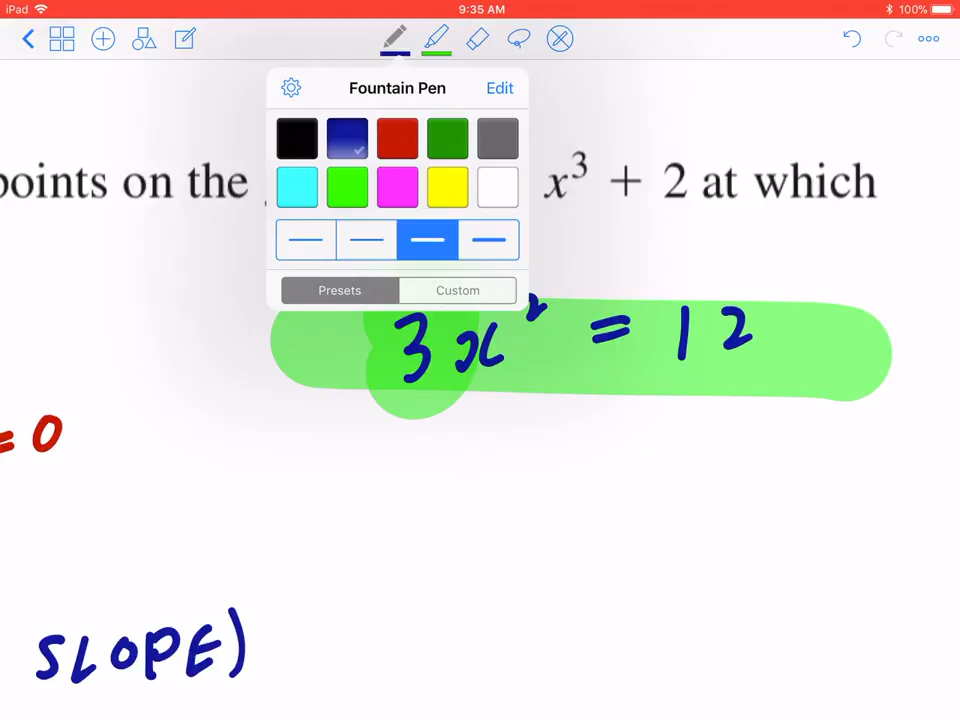 iPad 9:35 AM 100%
Fountain Pen Edit
points on the x³ + 2 at which
Presets Custom
3x² = 12
= 0
SLOPE)